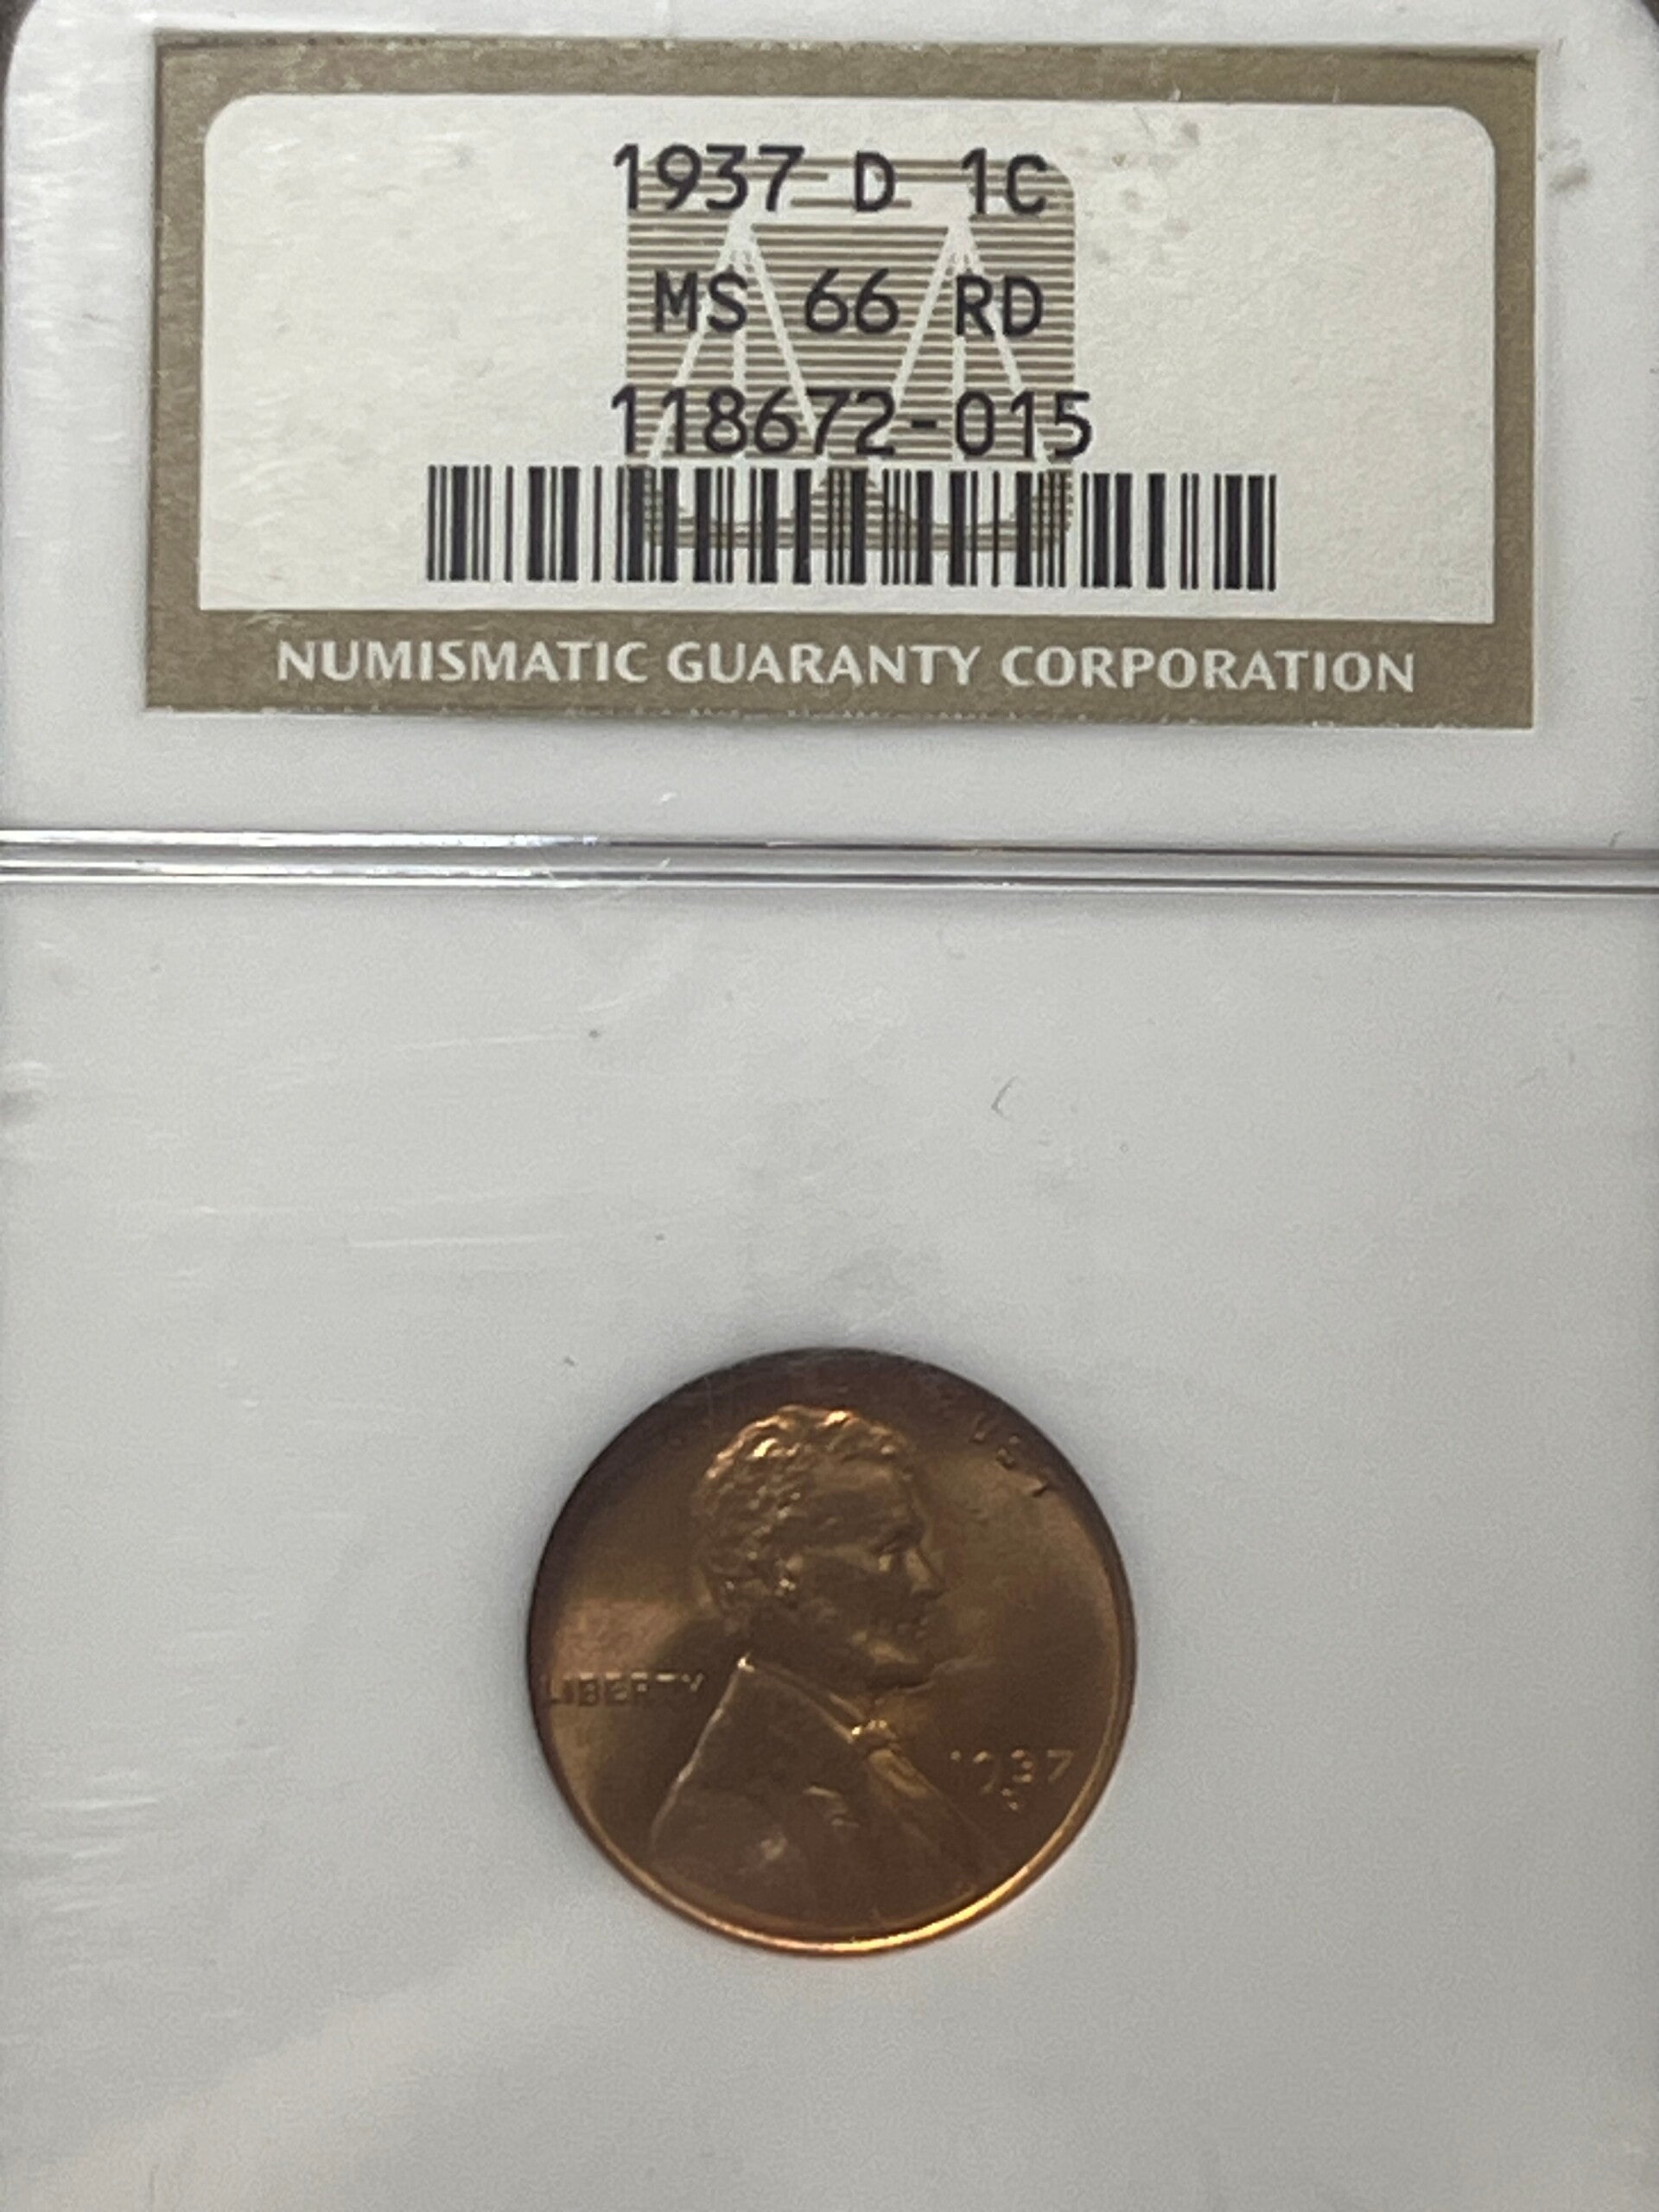 1937 D 1C
MS 66 RD
118672-015
NUMISMATIC GUARANTY CORPORATION
LIBERTY
1937